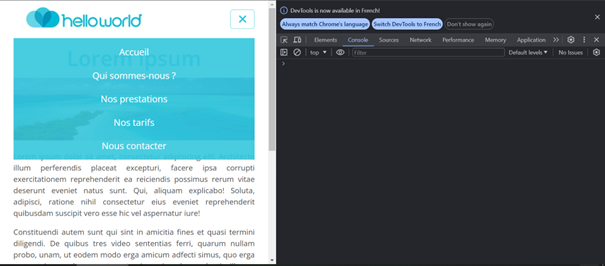 helloworld
Accueil
Lorem ipsum
Qui sommes-nous ?
Nos prestations
Nos tarifs
Nous contacter
illum perferendis placeat excepturi, facere ipsa corrupti
exercitationem reprehenderit ea reiciendis possimus rerum vitae
deserunt eveniet natus sunt. Qui, aliquam explicabo! Soluta,
adipisci, ratione nihil consectetur eius eveniet reprehenderit
quibusdam suscipit vero esse hic vel aspernatur iure!
Constituendi autem sunt qui sint in amicitia fines et quasi termini
diligendi. De quibus tres video sententias ferri, quarum nullam
probo, unam, ut eodem modo erga amicum adfecti simus, quo erga
DevTools is now available in French!
Always match Chrome's language
Switch DevTools to French
Don't show again
Elements
Console
Sources
Network
Performance
Memory
Application
top
Filter
Default levels
No Issues